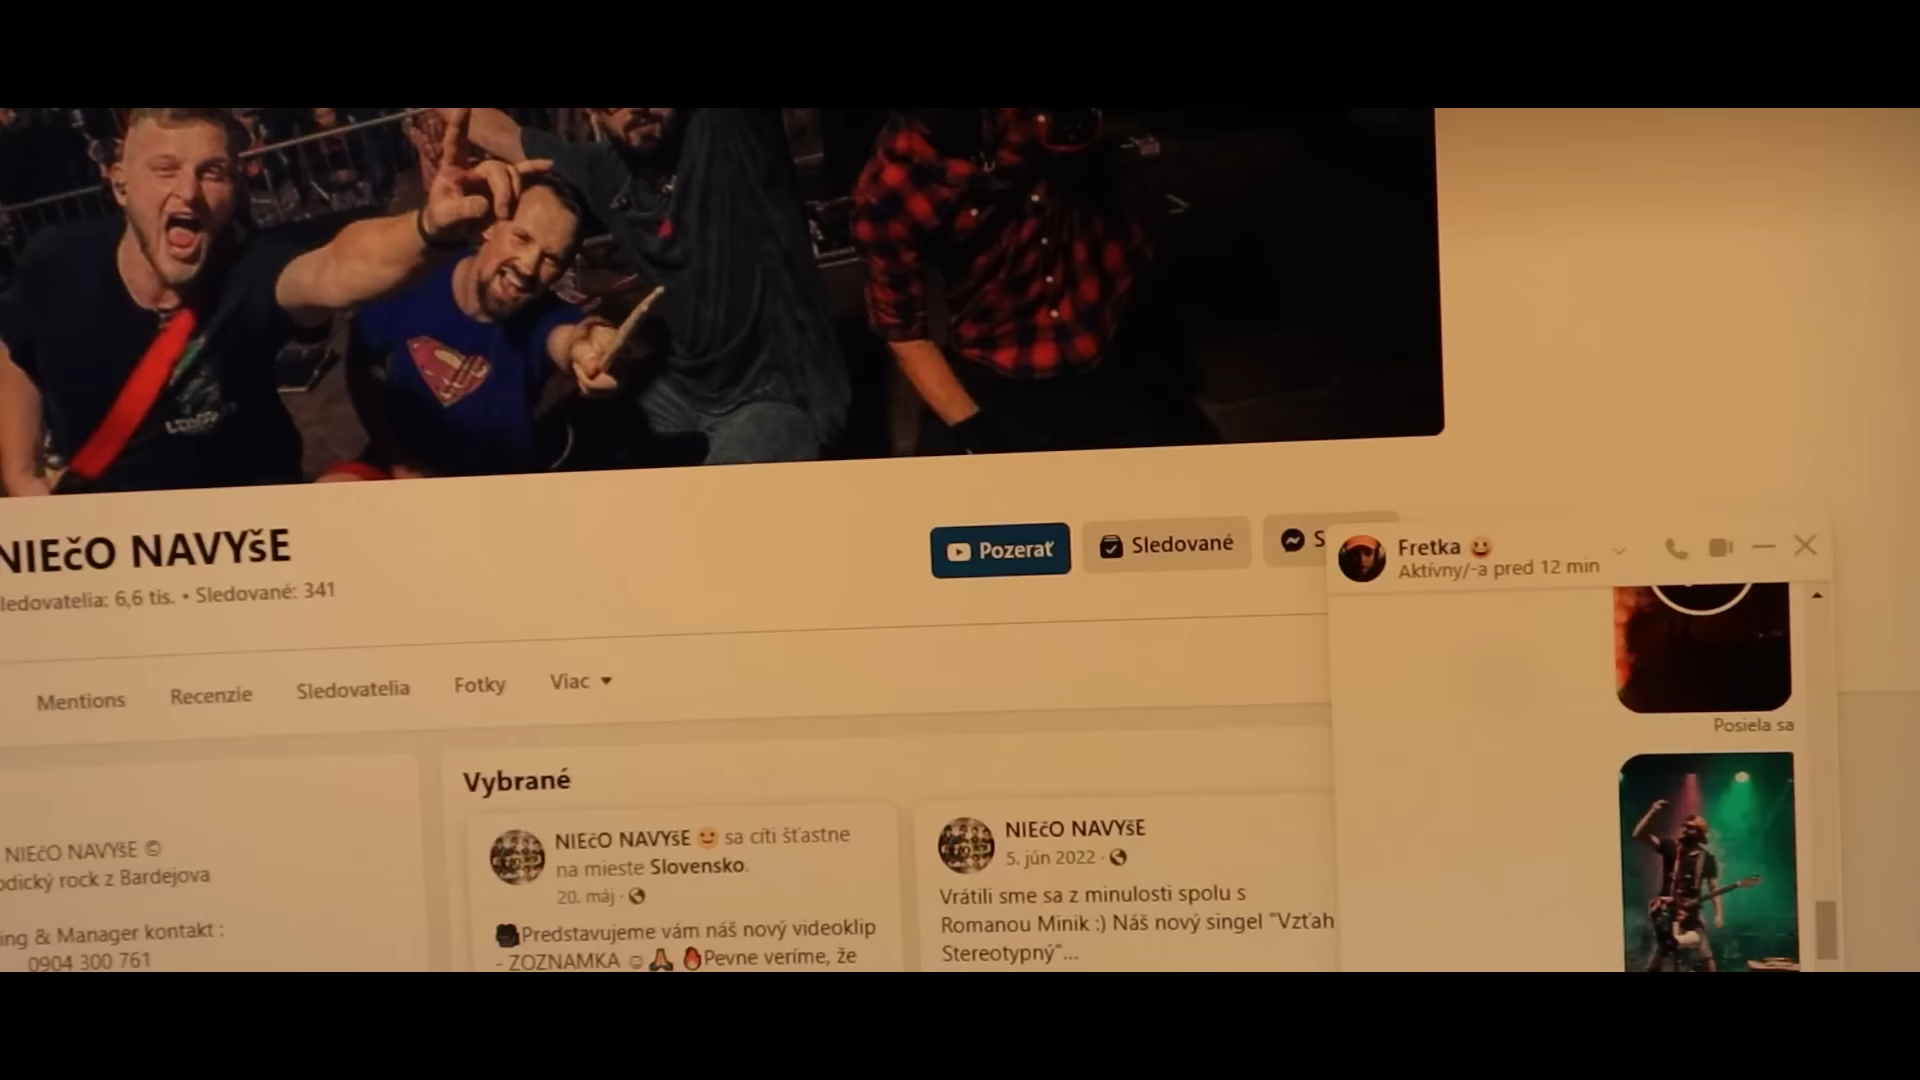 NIEčO NAVYšE
ledovatelia: 6,6 tis. • Sledované: 341
Pozerať
Sledované
S
Fretka 😃
Aktívny/-a pred 12 min
Posiela sa
Mentions
Recenzie
Sledovatelia
Fotky
Viac
NIEčO NAVYšE ©
odický rock z Bardejova
ing & Manager kontakt :
0904 300 761
Vybrané
NIEčO NAVYšE 🙂 sa cíti šťastne
na mieste Slovensko.
20. máj ·
🎥Predstavujeme vám náš nový videoklip
- ZOZNAMKA ☺🙏 🔥Pevne veríme, že
NIEčO NAVYšE
5. jún 2022 ·
Vrátili sme sa z minulosti spolu s
Romanou Minik :) Náš nový singel "Vzťah
Stereotypný"...